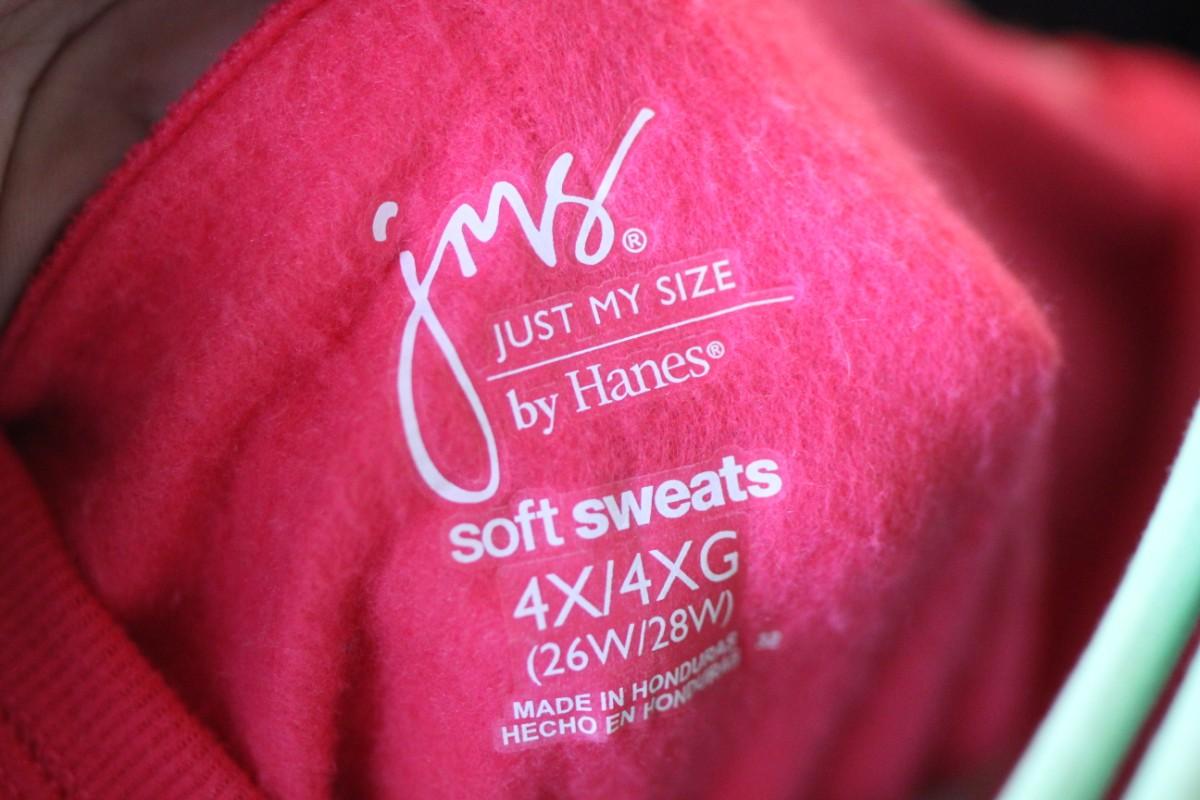 jms®
JUST MY SIZE
by Hanes®
soft sweats
4X/4XG
(26W/28W)
MADE IN HONDURAS
HECHO EN HONDURAS